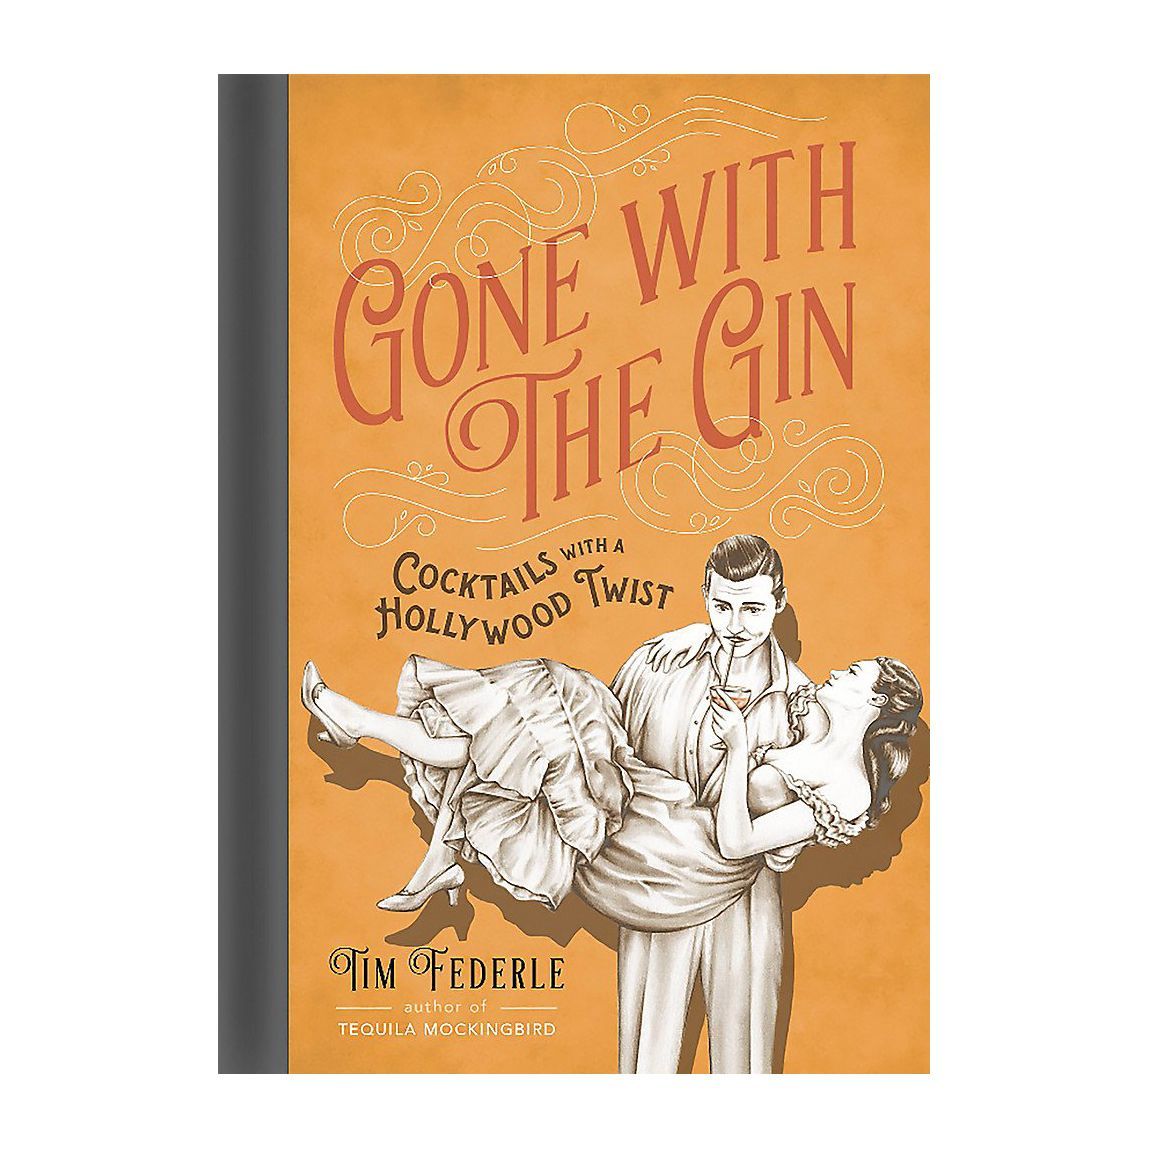 GONE WITH
THE GIN
COCKTAILS WITH A
HOLLYWOOD TWIST
TIM FEDERLE
author of
TEQUILA MOCKINGBIRD